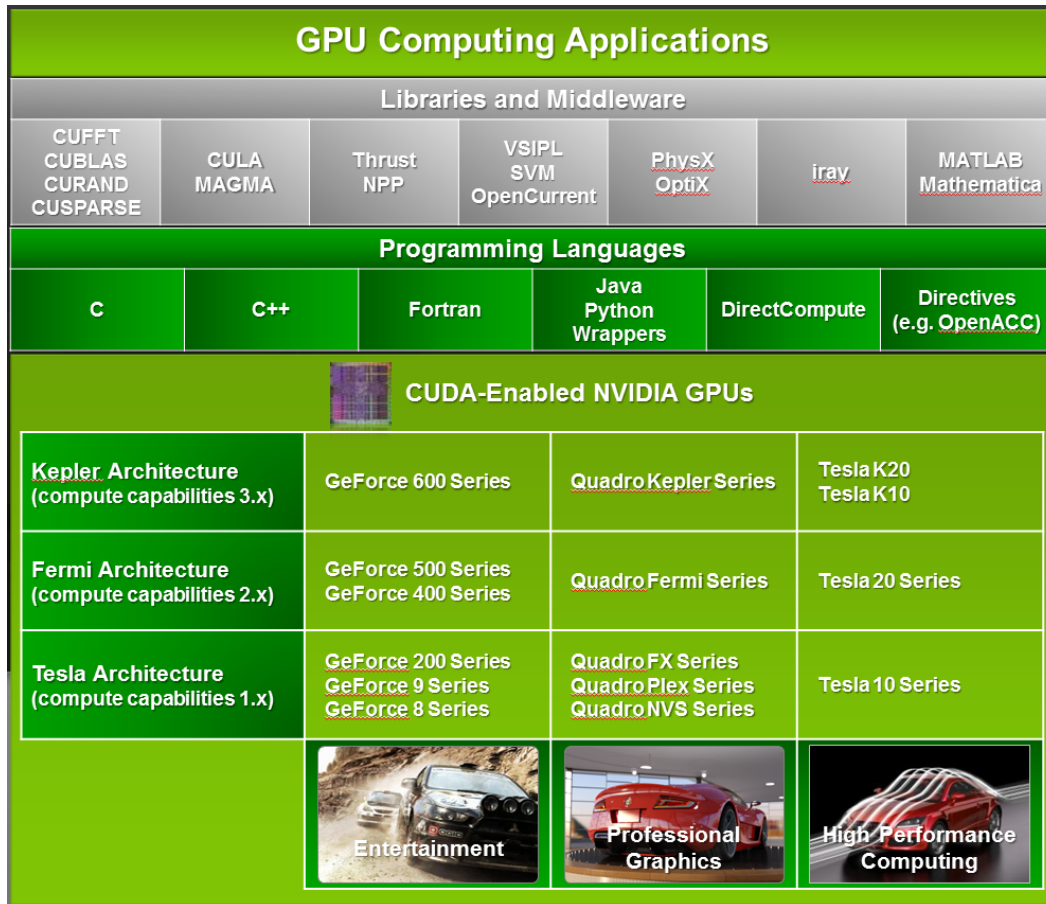 GPU Computing Applications
Libraries and Middleware
CUFFT
CUBLAS
CURAND
CUSPARSE
CULA
MAGMA
Thrust
NPP
VSIPL
SVM
OpenCurrent
PhysX
OptiX
iray
MATLAB
Mathematica
Programming Languages
C
C++
Fortran
Java
Python
Wrappers
DirectCompute
Directives
(e.g. OpenACC)
CUDA-Enabled NVIDIA GPUs
Kepler Architecture
(compute capabilities 3.x)
GeForce 600 Series
Quadro Kepler Series
Tesla K20
Tesla K10
Fermi Architecture
(compute capabilities 2.x)
GeForce 500 Series
GeForce 400 Series
Quadro Fermi Series
Tesla 20 Series
Tesla Architecture
(compute capabilities 1.x)
GeForce 200 Series
GeForce 9 Series
GeForce 8 Series
Quadro FX Series
Quadro Plex Series
Quadro NVS Series
Tesla 10 Series
Entertainment
Professional
Graphics
High Performance
Computing